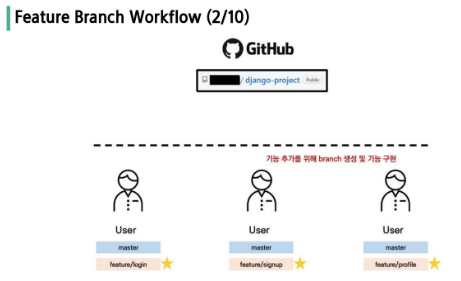 Feature Branch Workflow (2/10)
GitHub
/ django-project Public
기능 추가를 위해 branch 생성 및 기능 구현
User User User
master master master
feature/login feature/signup feature/profile